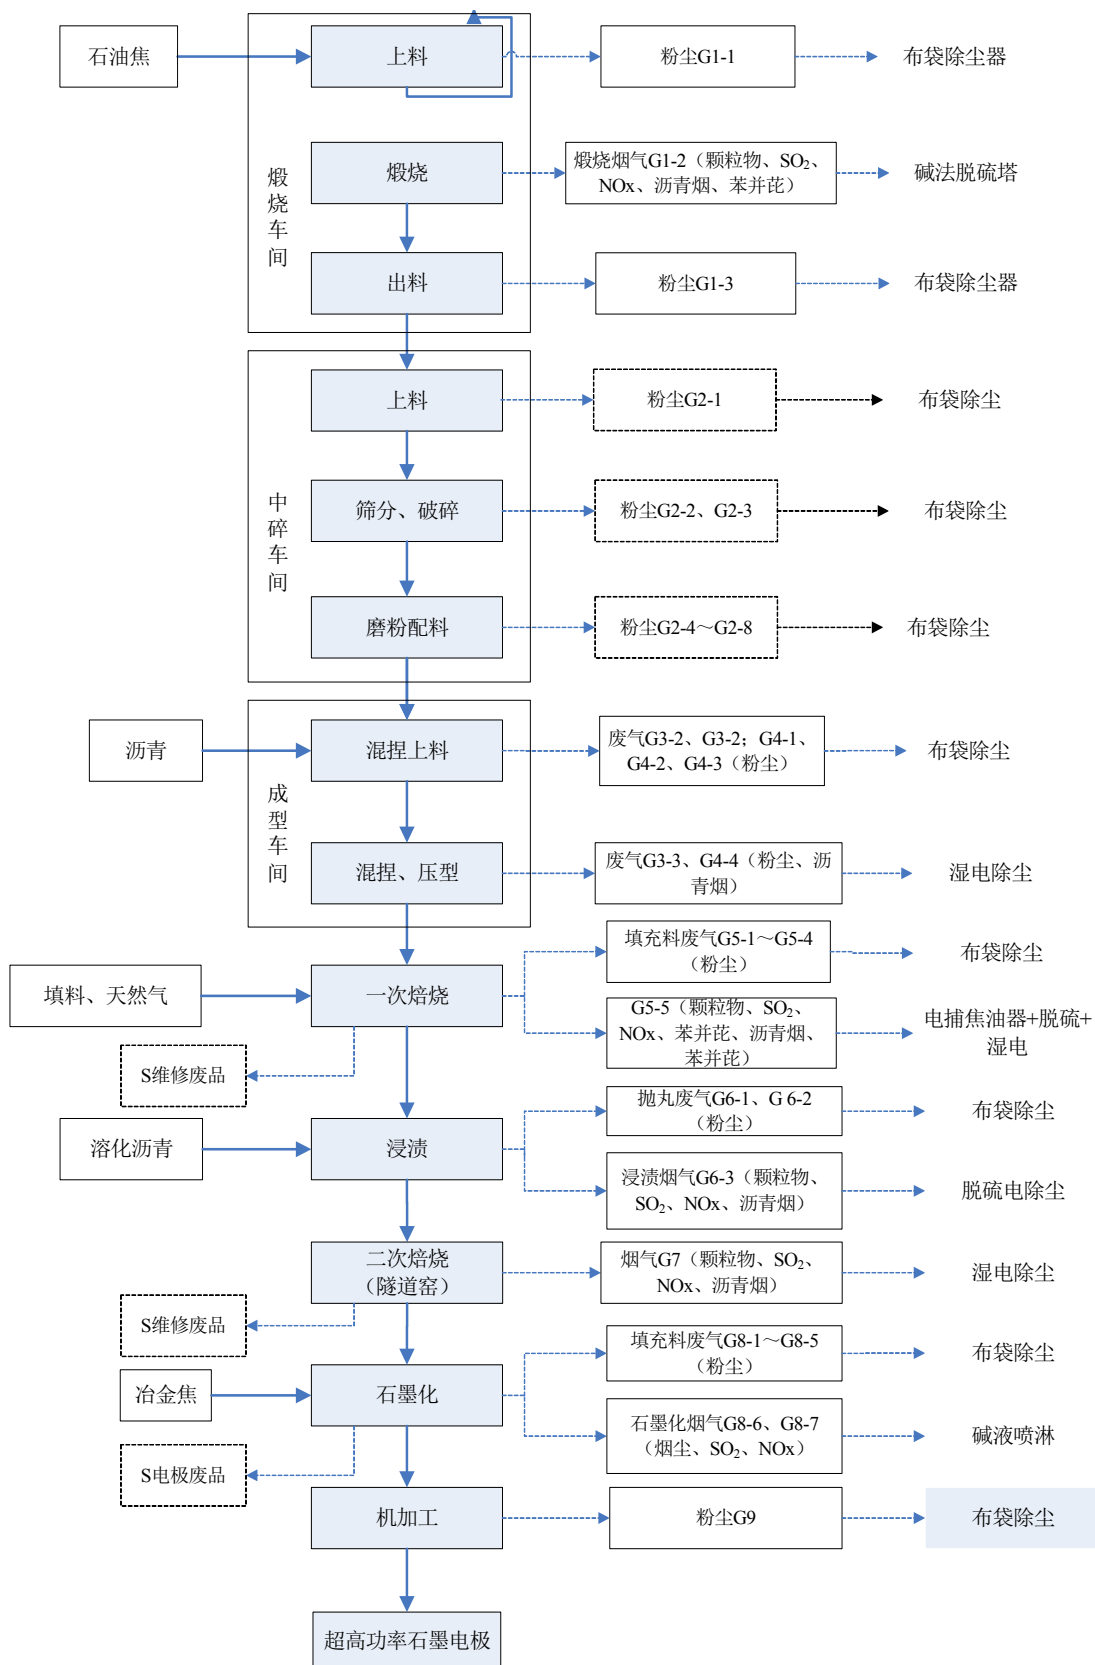 石油焦
上料
粉尘G1-1
布袋除尘器
煅烧车间
煅烧
煅烧烟气G1-2（颗粒物、SO₂、
NOx、沥青烟、苯并芘）
碱法脱硫塔
出料
粉尘G1-3
布袋除尘器
中碎车间
上料
粉尘G2-1
布袋除尘
筛分、破碎
粉尘G2-2、G2-3
布袋除尘
磨粉配料
粉尘G2-4～G2-8
布袋除尘
成型车间
沥青
混捏上料
废气G3-2、G3-2；G4-1、
G4-2、G4-3（粉尘）
布袋除尘
混捏、压型
废气G3-3、G4-4（粉尘、沥
青烟）
湿电除尘
填料、天然气
一次焙烧
填充料废气G5-1～G5-4
（粉尘）
布袋除尘
G5-5（颗粒物、SO₂、
NOx、苯并芘、沥青烟、
苯并芘）
电捕焦油器+脱硫+
湿电
S维修废品
溶化沥青
浸渍
抛丸废气G6-1、G 6-2
（粉尘）
布袋除尘
浸渍烟气G6-3（颗粒物、
SO₂、NOx、沥青烟）
脱硫电除尘
二次焙烧
（隧道窑）
烟气G7（颗粒物、SO₂、
NOx、沥青烟）
湿电除尘
S维修废品
冶金焦
石墨化
填充料废气G8-1～G8-5
（粉尘）
布袋除尘
石墨化烟气G8-6、G8-7
（烟尘、SO₂、NOx）
碱液喷淋
S电极废品
机加工
粉尘G9
布袋除尘
超高功率石墨电极